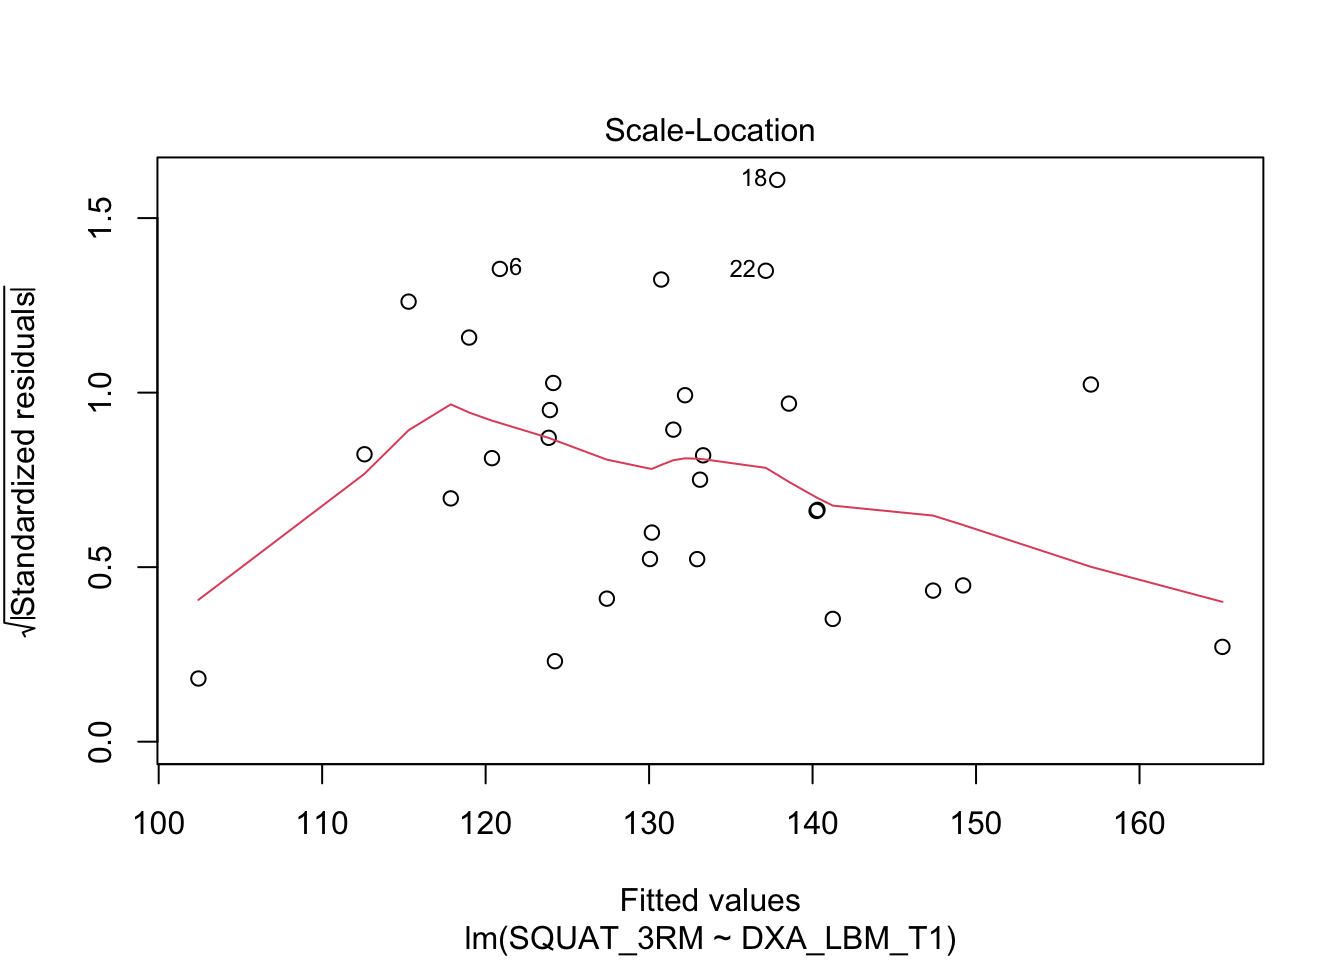 Scale-Location
√|Standardized residuals|
1.5
1.0
0.5
0.0
18
6
22
100 110 120 130 140 150 160
Fitted values
lm(SQUAT_3RM ~ DXA_LBM_T1)